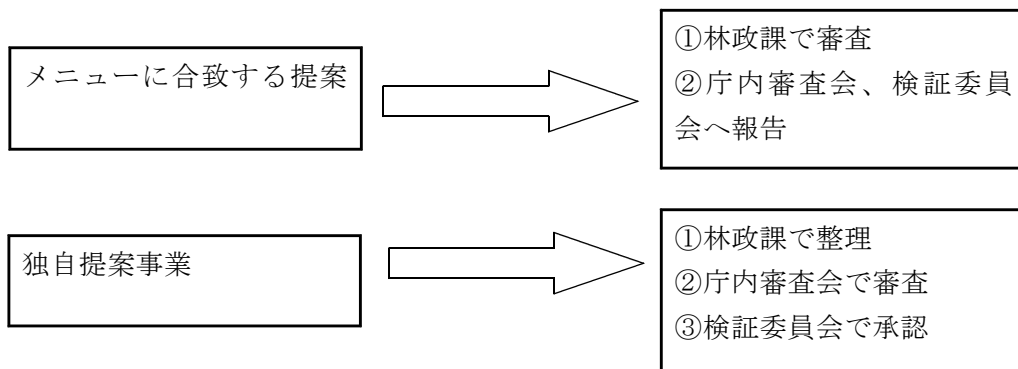 メニューに合致する提案
①林政課で審査
②庁内審査会、検証委員
会へ報告
独自提案事業
①林政課で整理
②庁内審査会で審査
③検証委員会で承認